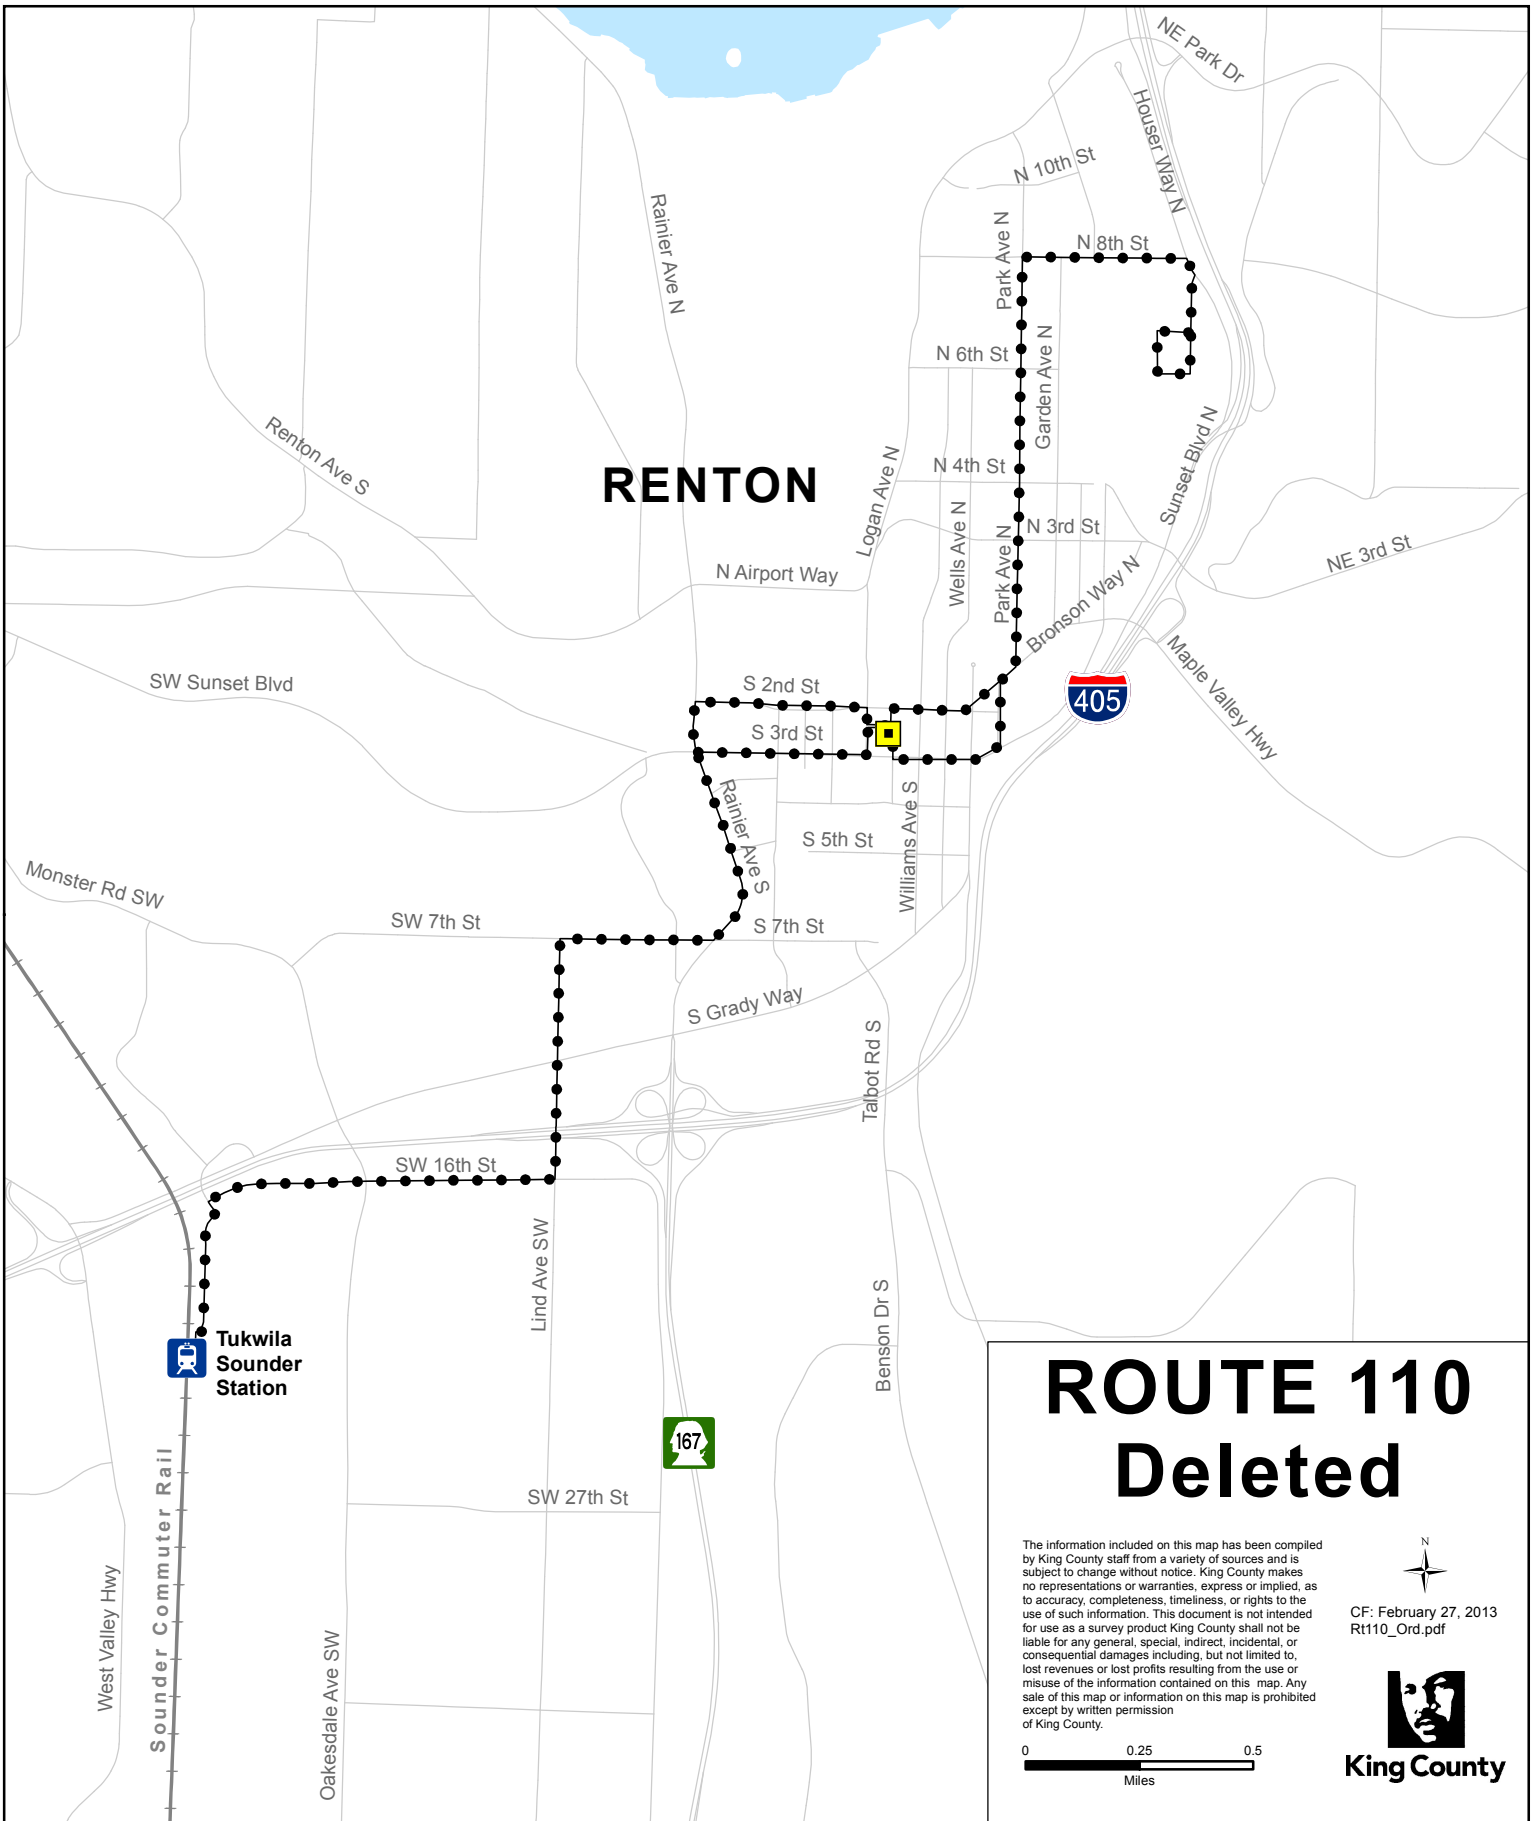 NE Park Dr
Houser Way N
N 10th St
Rainier Ave N
Park Ave N
N 8th St
N 6th St
Garden Ave N
Renton Ave S
Sunset Blvd N
RENTON
Logan Ave N
N 4th St
Wells Ave N
N 3rd St
Park Ave N
NE 3rd St
N Airport Way
Bronson Way N
Maple Valley Hwy
SW Sunset Blvd
S 2nd St
405
S 3rd St
Rainier Ave S
Williams Ave S
S 5th St
Monster Rd SW
SW 7th St
S 7th St
S Grady Way
Talbot Rd S
SW 16th St
Lind Ave SW
Benson Dr S
Tukwila
Sounder
Station
167
SW 27th St
Sounder Commuter Rail
West Valley Hwy
Oakesdale Ave SW
ROUTE 110
Deleted
The information included on this map has been compiled
by King County staff from a variety of sources and is
subject to change without notice. King County makes
no representations or warranties, express or implied, as
to accuracy, completeness, timeliness, or rights to the
use of such information. This document is not intended
for use as a survey product King County shall not be
liable for any general, special, indirect, incidental, or
consequential damages including, but not limited to,
lost revenues or lost profits resulting from the use or
misuse of the information contained on this map. Any
sale of this map or information on this map is prohibited
except by written permission
of King County.
N
CF: February 27, 2013
Rt110_Ord.pdf
0 0.25 0.5
Miles
King County